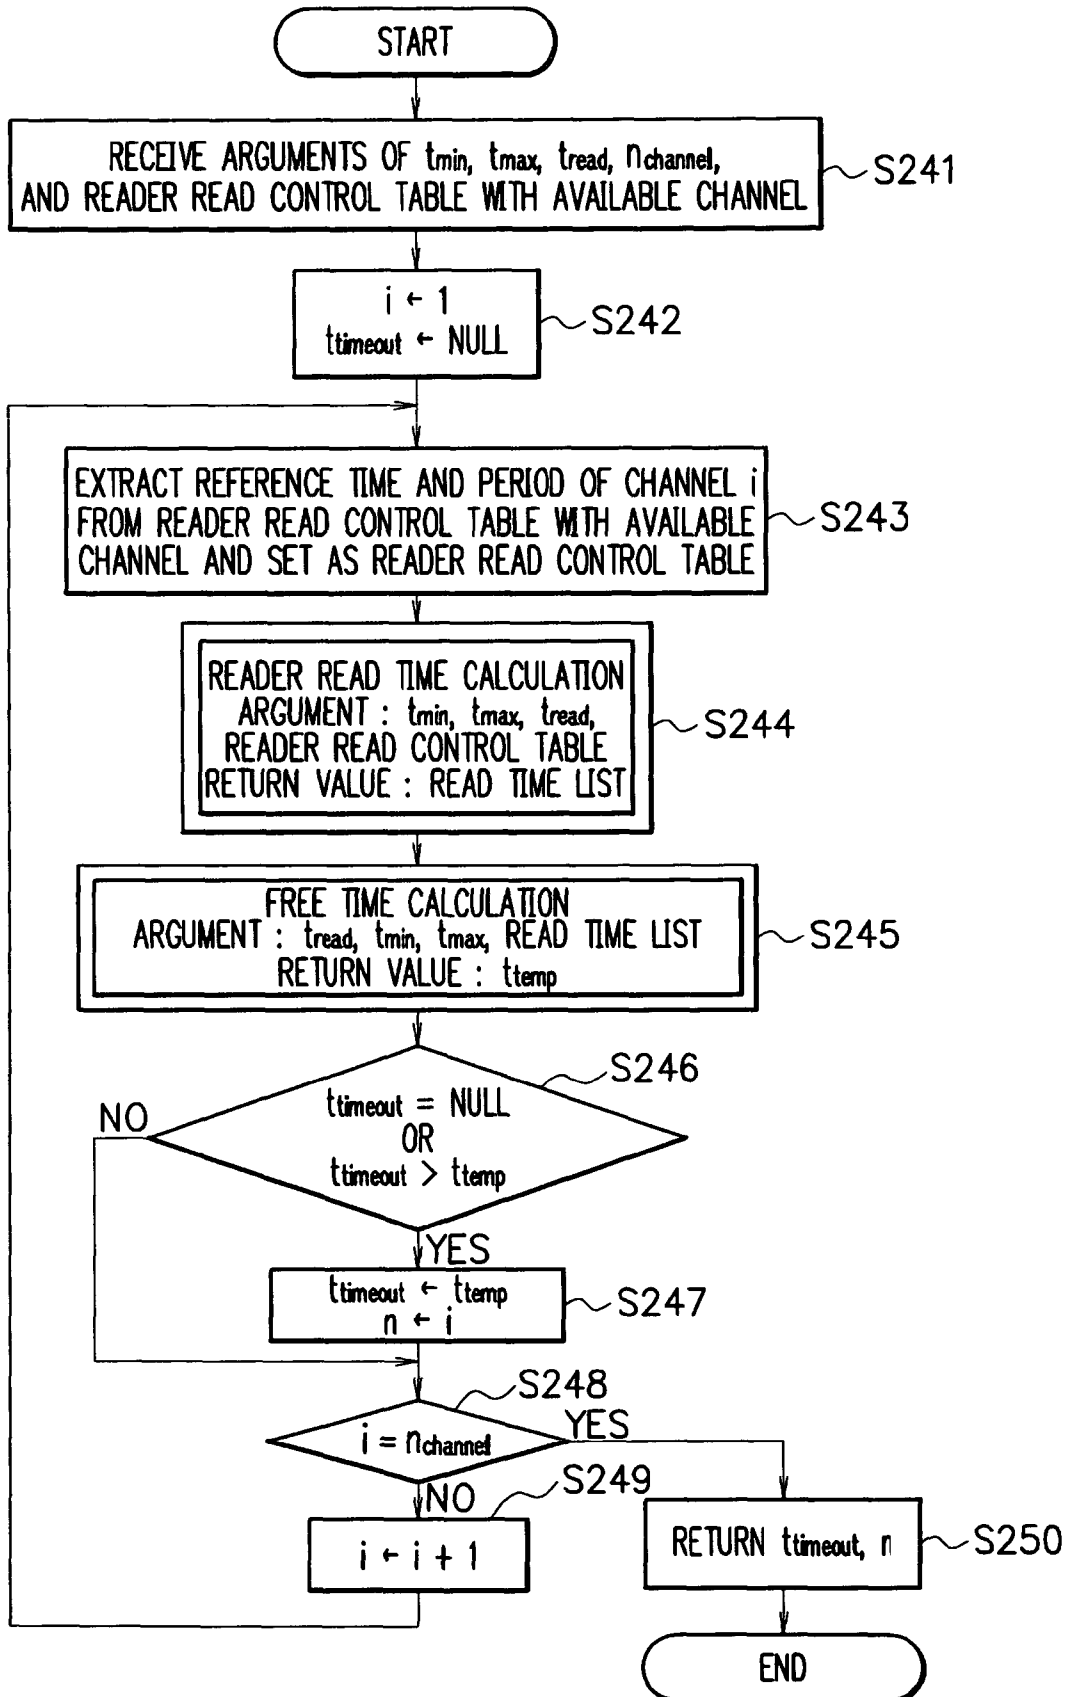 START
RECEIVE ARGUMENTS OF tmin, tmax, tread, nchannel,
AND READER READ CONTROL TABLE WITH AVAILABLE CHANNEL
S241
i ← 1
ttimeout ← NULL
S242
EXTRACT REFERENCE TIME AND PERIOD OF CHANNEL i
FROM READER READ CONTROL TABLE WITH AVAILABLE
CHANNEL AND SET AS READER READ CONTROL TABLE
S243
READER READ TIME CALCULATION
ARGUMENT : tmin, tmax, tread,
READER READ CONTROL TABLE
RETURN VALUE : READ TIME LIST
S244
FREE TIME CALCULATION
ARGUMENT : tread, tmin, tmax, READ TIME LIST
RETURN VALUE : ttemp
S245
S246
ttimeout = NULL
OR
ttimeout > ttemp
NO
YES
ttimeout ← ttemp
n ← i
S247
S248
i = nchannel
YES
NO
S249
i ← i + 1
RETURN ttimeout, n
S250
END